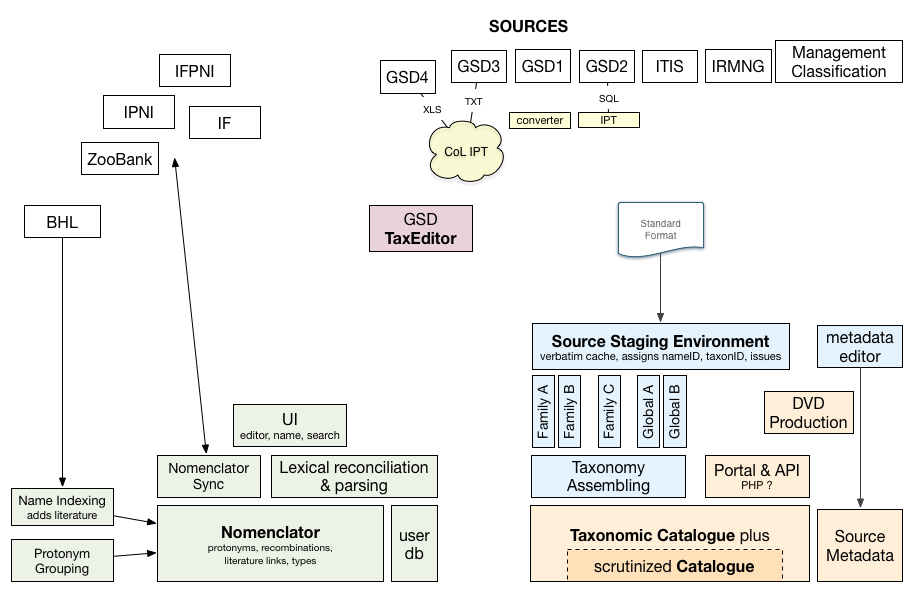 SOURCES
IFPNI
IPNI
IF
ZooBank
BHL
GSD4
GSD3
GSD1
GSD2
ITIS
IRMNG
Management
Classification
XLS
TXT
SQL
converter
IPT
CoL IPT
GSD
TaxEditor
Standard
Format
Source Staging Environment
verbatim cache, assigns nameID, taxonID, issues
metadata
editor
Family A
Family B
Family C
Global A
Global B
DVD
Production
UI
editor, name, search
Nomenclator
Sync
Lexical reconciliation
& parsing
Taxonomy
Assembling
Portal & API
PHP ?
Name Indexing
adds literature
Protonym
Grouping
Nomenclator
protonyms, recombinations,
literature links, types
user
db
Taxonomic Catalogue plus
scrutinized Catalogue
Source
Metadata